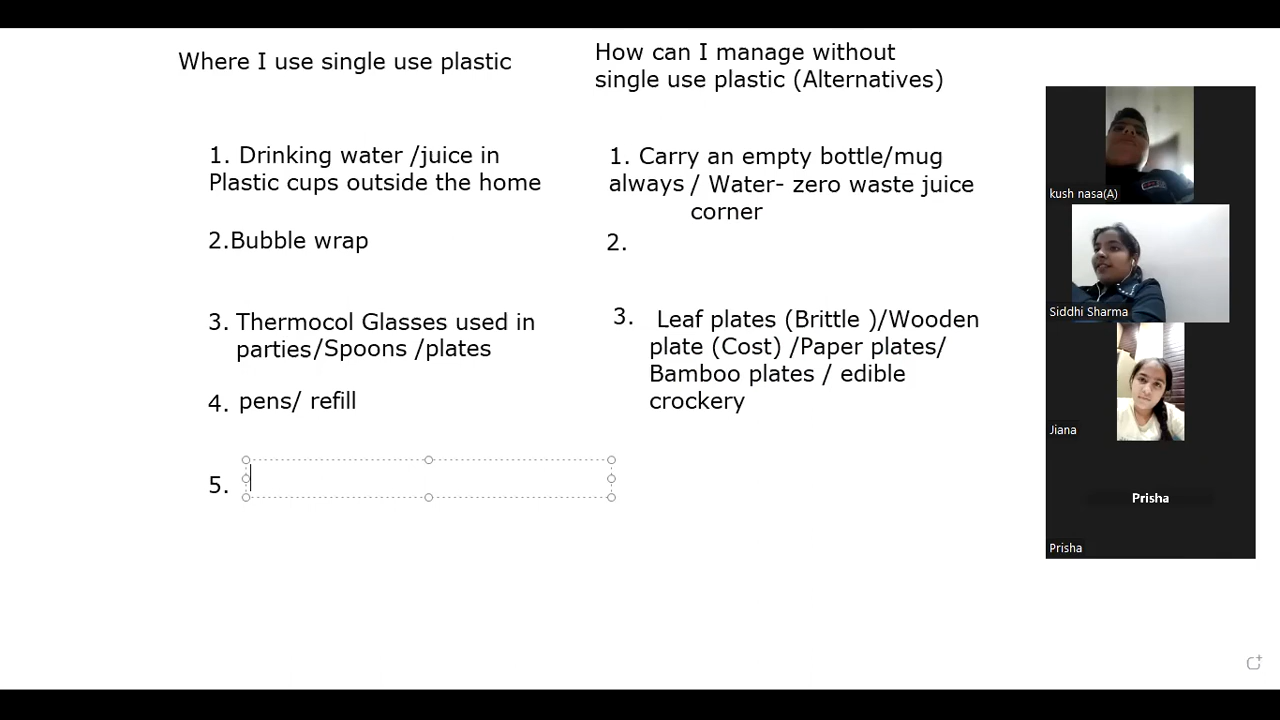 Where I use single use plastic
How can I manage without
single use plastic (Alternatives)
1. Drinking water /juice in
Plastic cups outside the home
1. Carry an empty bottle/mug
always / Water- zero waste juice
corner
2.Bubble wrap
2.
3. Thermocol Glasses used in
parties/Spoons /plates
3. Leaf plates (Brittle )/Wooden
plate (Cost) /Paper plates/
Bamboo plates / edible
crockery
4. pens/ refill
5.
kush nasa(A)
Siddhi Sharma
Jiana
Prisha
Prisha